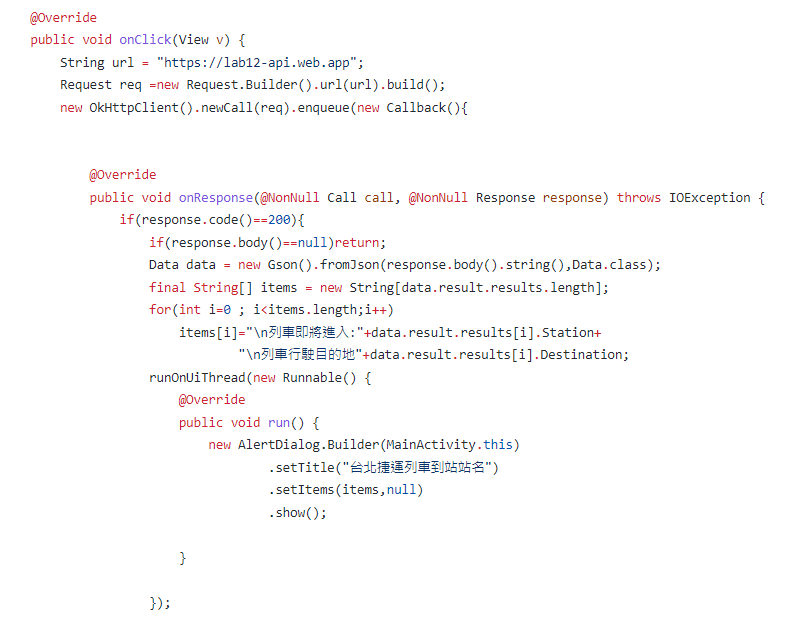 @Override
public void onClick(View v) {
String url = "https://lab12-api.web.app";
Request req =new Request.Builder().url(url).build();
new OkHttpClient().newCall(req).enqueue(new Callback(){
@Override
public void onResponse(@NonNull Call call, @NonNull Response response) throws IOException {
if(response.code()==200){
if(response.body()==null)return;
Data data = new Gson().fromJson(response.body().string(),Data.class);
final String[] items = new String[data.result.results.length];
for(int i=0 ; i<items.length;i++)
items[i]="\n列車即將進入:"+data.result.results[i].Station+
"\n列車行駛目的地"+data.result.results[i].Destination;
runOnUiThread(new Runnable() {
@Override
public void run() {
new AlertDialog.Builder(MainActivity.this)
.setTitle("台北捷運列車到站站名")
.setItems(items,null)
.show();
}
});